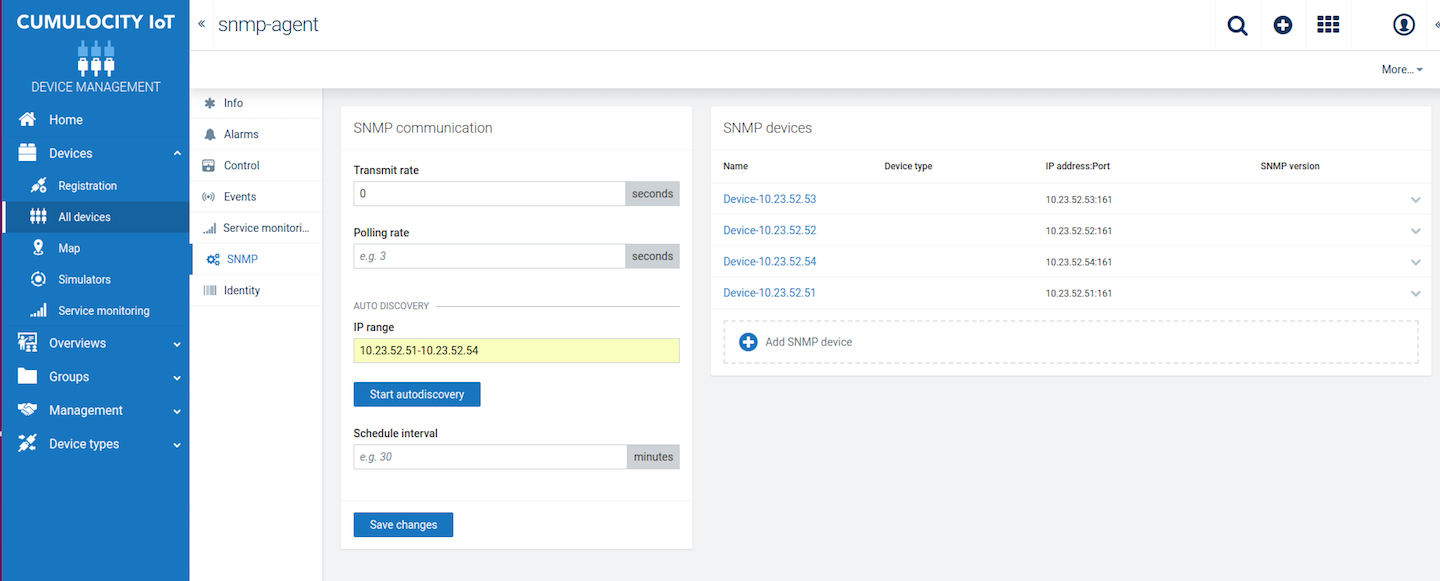 CUMULOCITY IoT
DEVICE MANAGEMENT
Home
Devices
Registration
All devices
Map
Simulators
Service monitoring
Overviews
Groups
Management
Device types
« snmp-agent
More...
Info
Alarms
Control
Events
Service monitori...
SNMP
Identity
SNMP communication
Transmit rate
0 seconds
Polling rate
e.g. 3 seconds
AUTO DISCOVERY
IP range
10.23.52.51-10.23.52.54
Start autodiscovery
Schedule interval
e.g. 30 minutes
Save changes
SNMP devices
Name Device type IP address:Port SNMP version
Device-10.23.52.53 10.23.52.53:161
Device-10.23.52.52 10.23.52.52:161
Device-10.23.52.54 10.23.52.54:161
Device-10.23.52.51 10.23.52.51:161
Add SNMP device